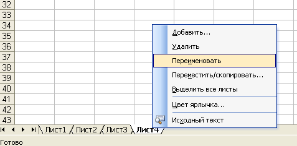 32
33
34
35
36
37
38
39
40
41
42
43
Добавить...
Удалить
Переименовать
Переместить/скопировать...
Выделить все листы
Цвет ярлычка...
Исходный текст
Лист1 Лист2 Лист3 Лист4
Готово